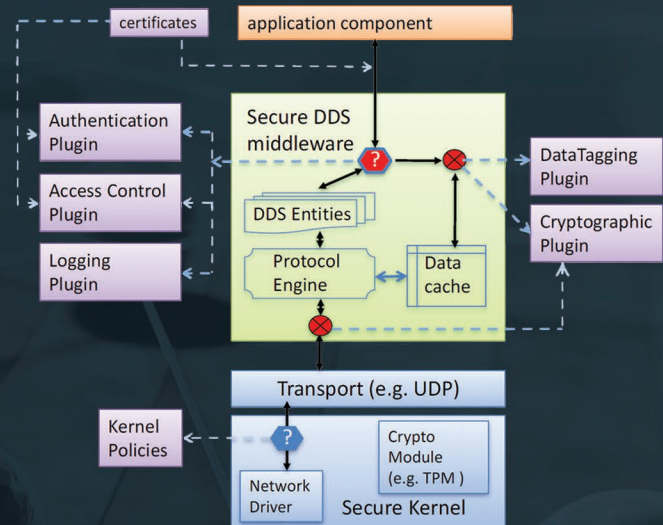 certificates
application component
Secure DDS
middleware
Authentication
Plugin
?
DataTagging
Plugin
Access Control
Plugin
DDS Entities
Cryptographic
Plugin
Logging
Plugin
Protocol
Engine
Data
cache
Transport (e.g. UDP)
Kernel
Policies
?
Crypto
Module
(e.g. TPM )
Network
Driver
Secure Kernel